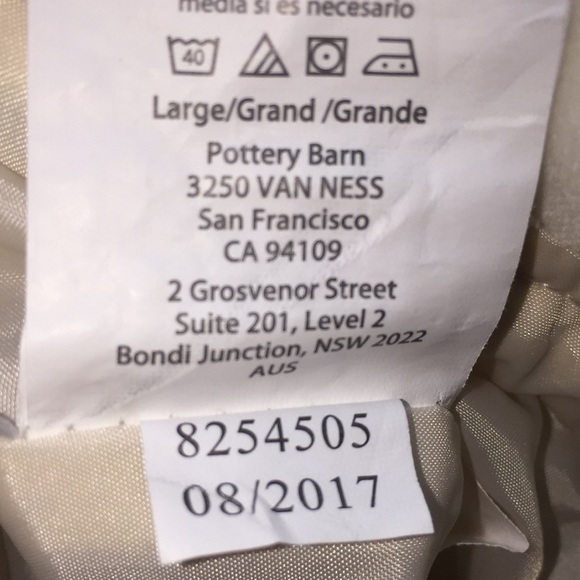 media si es necesario
40
Large/Grand /Grande
Pottery Barn
3250 VAN NESS
San Francisco
CA 94109
2 Grosvenor Street
Suite 201, Level 2
Bondi Junction, NSW 2022
AUS
8254505
08/2017